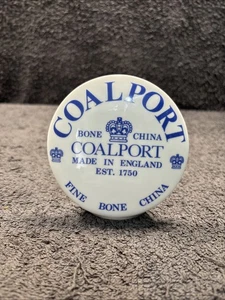 COALPORT
BONE CHINA
COALPORT
MADE IN ENGLAND
EST. 1750
FINE BONE CHINA